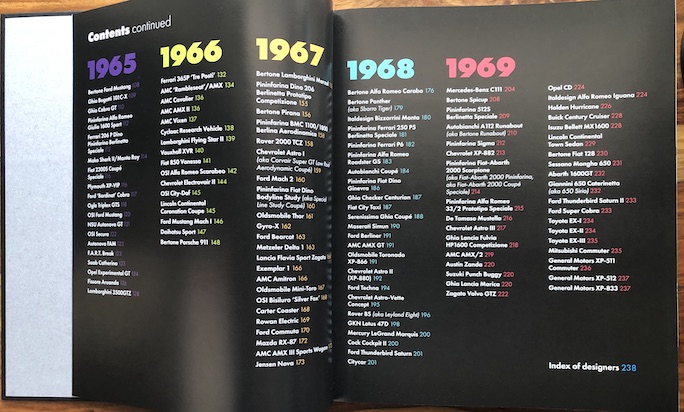 Contents continued
1965
Bertone Ford Mustang 108
Ghia Bugatti 101C-X 109
Ghia Cobra GT
Pininfarina Alfa Romeo
Giulia 1600 Sport
Ferrari 206 P Dino
Pininfarina Berlinetta
Speciale
Mako Shark II/Manta Ray 114
Fiat 2300S Coupé
Speciale
Plymouth XP-VIP
Ford 'Bordinat' Cobra
Ogle Triplex GTS
OSI Ford Mustang
NSU Autonova GT
OSI Secura
Autonova FAM
F.A.R.T. Break 123
Saab Catherina
Opel Experimental GT
Fissore Aruanda
Lamborghini 3500GTZ
1966
Ferrari 365P 'Tre Posti' 132
AMC 'Rambleseat'/AMX 134
AMC Cavalier 136
AMC AMX II 136
AMC Vixen 137
Cycloac Research Vehicle 138
Lamborghini Flying Star II 139
Vauxhall XVR 140
Fiat 850 Vanessa 141
OSI Alfa Romeo Scarabeo 142
Chevrolet Electrovair II 144
OSI City-Daf 145
Lincoln Continental
Coronation Coupe 145
Ford Mustang Mach I 146
Daihatsu Sport 147
Bertone Porsche 911 148
1967
Bertone Lamborghini Marzal
Pininfarina Dino 206
Berlinetta Prototipo
Competizione 155
Bertone Pirana 156
Pininfarina BMC 1100/1800
Berlina Aerodinamica 158
Rover 2000 TCZ 158
Chevrolet Astro I
(aka Corvair Super GT Low
Aerodynamic Coupé) 159
Ford Mach 2 160
Pininfarina Fiat Dino
Bodyline Study (aka Special
Line Study Coupé) 160
Oldsmobile Thor 161
Gyro-X 162
Ford Bearcat 163
Metzeler Delta 1 163
Lancia Flavia Sport Zagato
Exemplar 1 166
AMC Amitron 166
Oldsmobile Mini-Toro 167
OSI Bisiluro 'Silver Fox' 168
Carter Coaster 168
Rowan Electric 169
Ford Commuta 170
Mazda RX-87 172
AMC AMX III Sports Wagon
Jensen Nova 173
1968
Bertone Alfa Romeo Carabo 176
Bertone Panther
(aka Sbarro Tiger) 179
Italdesign Bizzarrini Manta 180
Pininfarina Ferrari 250 P5
Berlinetta Speciale 181
Pininfarina Ferrari P6 182
Pininfarina Alfa Romeo
Roadster GS 183
Autobianchi Coupé 184
Pininfarina Fiat Dino
Ginevra 186
Ghia Checker Centurion 187
Fiat City Taxi 187
Serenissima Ghia Coupé 188
Maserati Simun 190
Ford Berliner 191
AMC AMX GT 191
Oldsmobile Toronado
XP-866 191
Chevrolet Astro II
(XP-880) 192
Ford Techna 194
Chevrolet Astro-Vette
Concept 195
Rover BS (aka Leyland Eight) 196
GKN Lotus 47D 198
Mercury LeGrand Marquis 200
Cock Cockpit II 200
Ford Thunderbird Saturn 201
Citycar 201
1969
Mercedes-Benz C111 204
Bertone Spicup 208
Pininfarina 512S
Berlinetta Speciale 209
Autobianchi A112 Runabout
(aka Bertone Runabout) 210
Pininfarina Sigma 212
Chevrolet XP-882 213
Pininfarina Fiat-Abarth
2000 Scorpione
(aka Fiat-Abarth 2000 Pininfarina,
aka Fiat-Abarth 2000 Coupé
Speciale) 214
Pininfarina Alfa Romeo
33/2 Prototipo Speciale 215
De Tomaso Mustella 216
Chevrolet Astro III 217
Ghia Lancia Fulvia
HP1600 Competizione 218
AMC AMX/2 219
Austin Zanda 220
Suzuki Punch Buggy 220
Ghia Lancia Marica 220
Zagato Volvo GTZ 222
Opel CD 224
Italdesign Alfa Romeo Iguana 224
Holden Hurricane 226
Buick Century Cruiser 228
Isuzu Bellet MX1600 228
Lincoln Continental
Town Sedan 229
Bertone Fiat 128 230
Sessano Mongho 650 231
Abarth 1600GT 232
Giannini 650 Caterinetta
(aka 650 Siria) 232
Ford Thunderbird Saturn II 233
Ford Super Cobra 233
Toyota EX-I 234
Toyota EX-II 234
Toyota EX-III 235
Mitsubishi Commuter 235
General Motors XP-511
Commuter 236
General Motors XP-512 237
General Motors XP-833 237
Index of designers 238